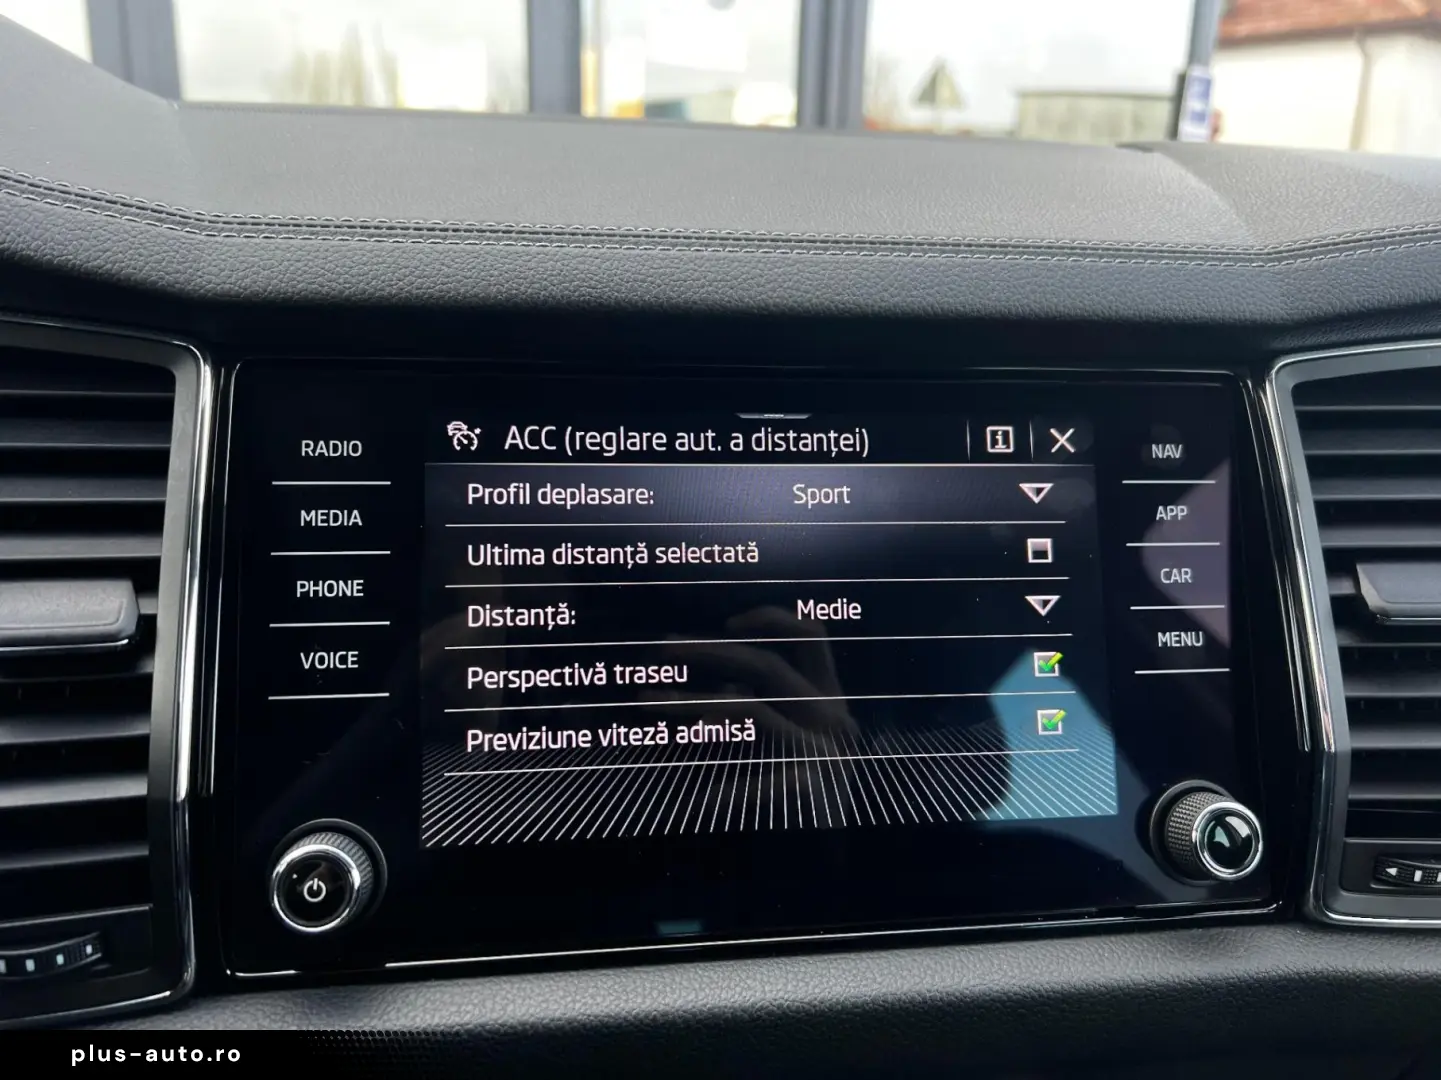 ACC (reglare aut. a distanței)
RADIO
MEDIA
PHONE
VOICE
Profil deplasare: Sport
Ultima distanță selectată
Distanță: Medie
Perspectivă traseu
Previziune viteză admisă
NAV
APP
CAR
MENU
plus-auto.ro